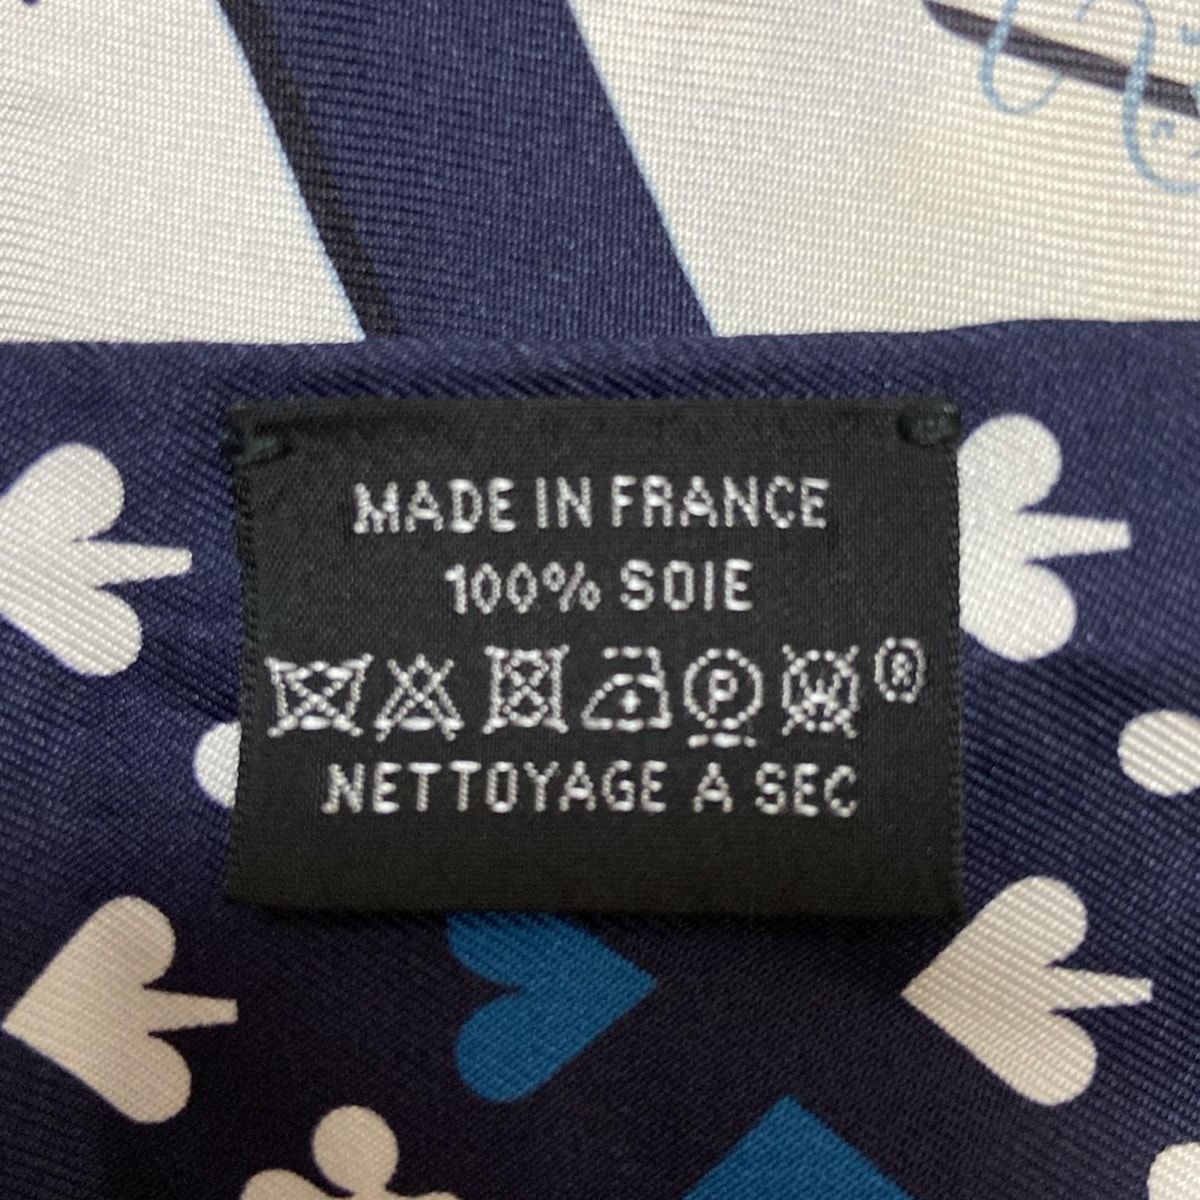 MADE IN FRANCE
100% SOIE
P W ®
NETTOYAGE A SEC